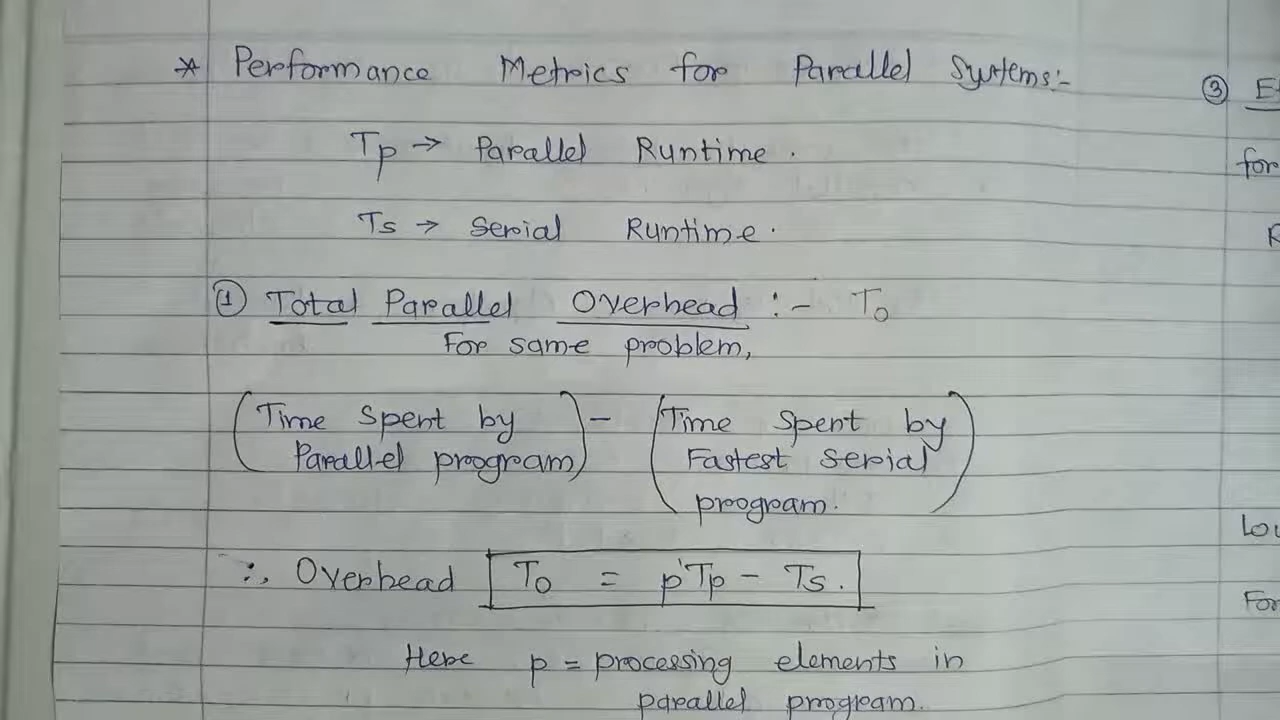 * Performance Metrics for Parallel Systems:-
Tp → Parallel Runtime.
Ts → Serial Runtime.
① Total Parallel Overhead :- To
For same problem,
(Time Spent by Parallel program) - (Time Spent by Fastest Serial program.)
∴ Overhead To = pTp - Ts.
Here p = processing elements in
parallel program.
③
for